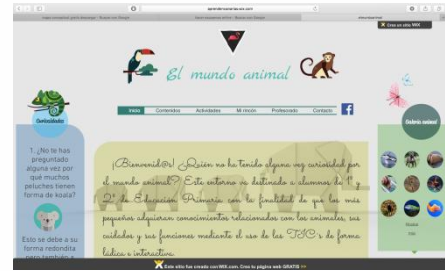 Crea un sitio WIX
El mundo animal
Inicio Contenidos Actividades Mi rincón Profesorado Contacto
Curiosidades
1. ¿No te has
preguntado
alguna vez por
qué muchos
peluches tienen
forma de koala?
Esto se debe a su
forma redondita
¡Bienvenid@s! ¿Quién no ha tenido alguna vez curiosidad por
el mundo animal? Este entorno va destinado a alumnos de 1º y
2º de Educación Primaria con la finalidad de que los más
pequeños adquieran conocimientos relacionados con los animales, sus
cuidados y sus funciones mediante el uso de las TIC's de forma
lúdica e interactiva.
Galería animal
Este sitio fue creado con WIX.com. Crea tu página web GRATIS >>